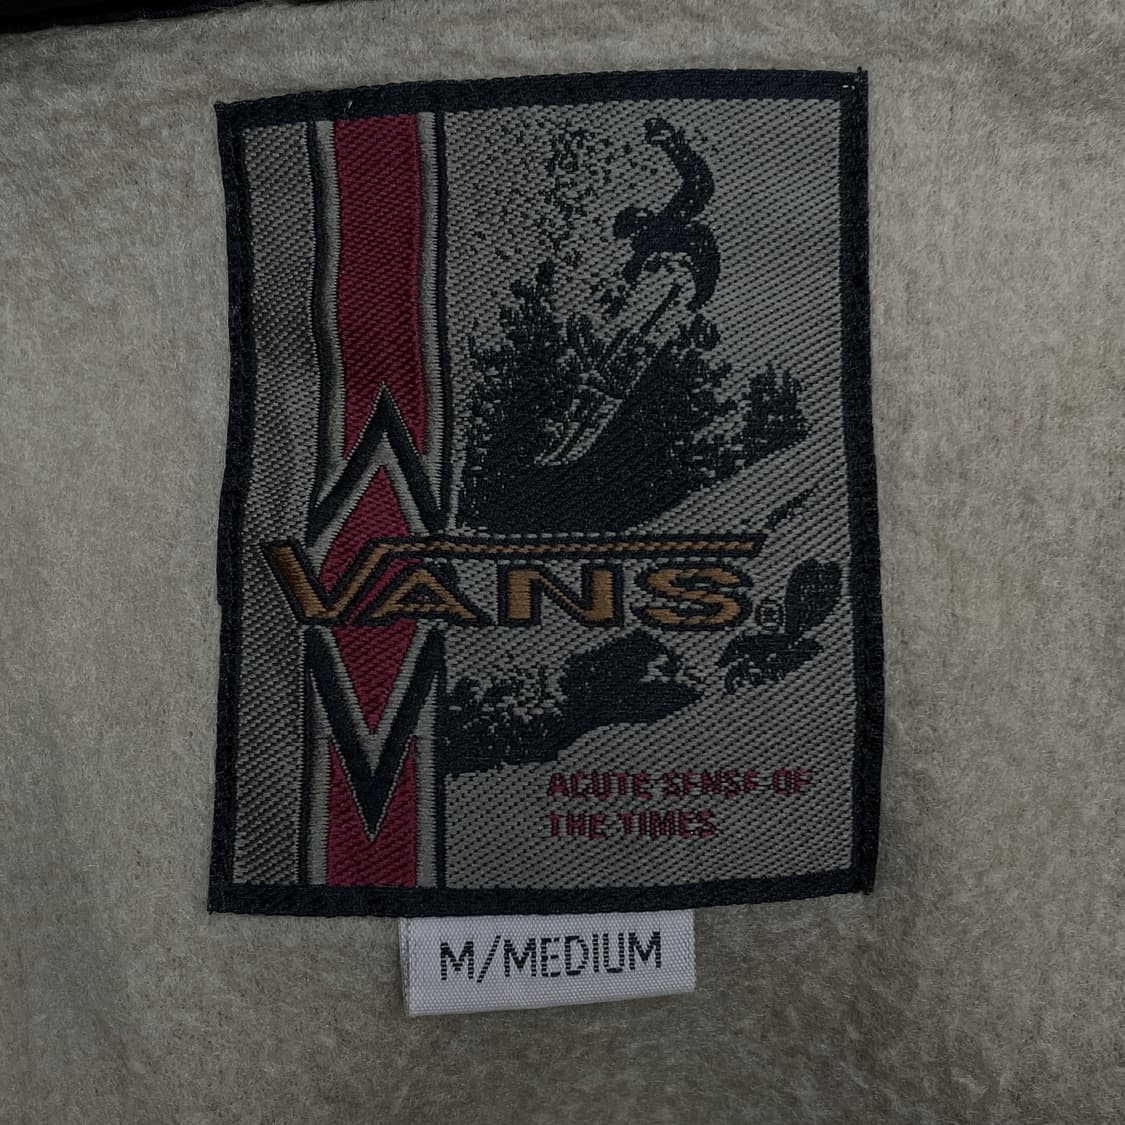 VANS®
ACUTE SENSE OF
THE TIMES
M/MEDIUM